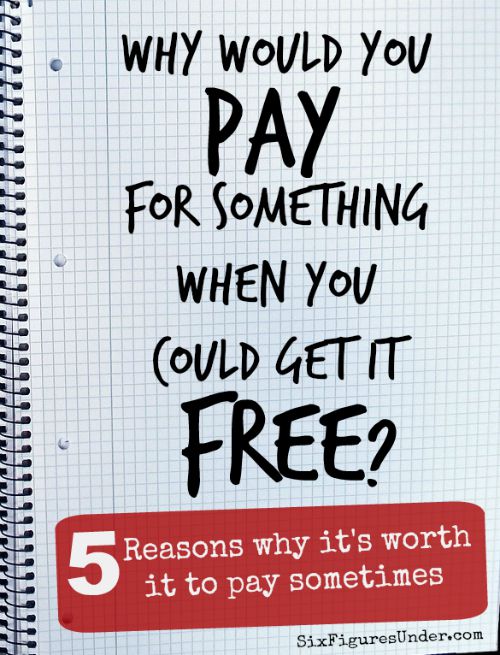 WHY WOULD YOU
PAY
FOR SOMETHING
WHEN YOU
COULD GET IT
FREE?
5 Reasons why it's worth
it to pay sometimes
SixFiguresUnder.com